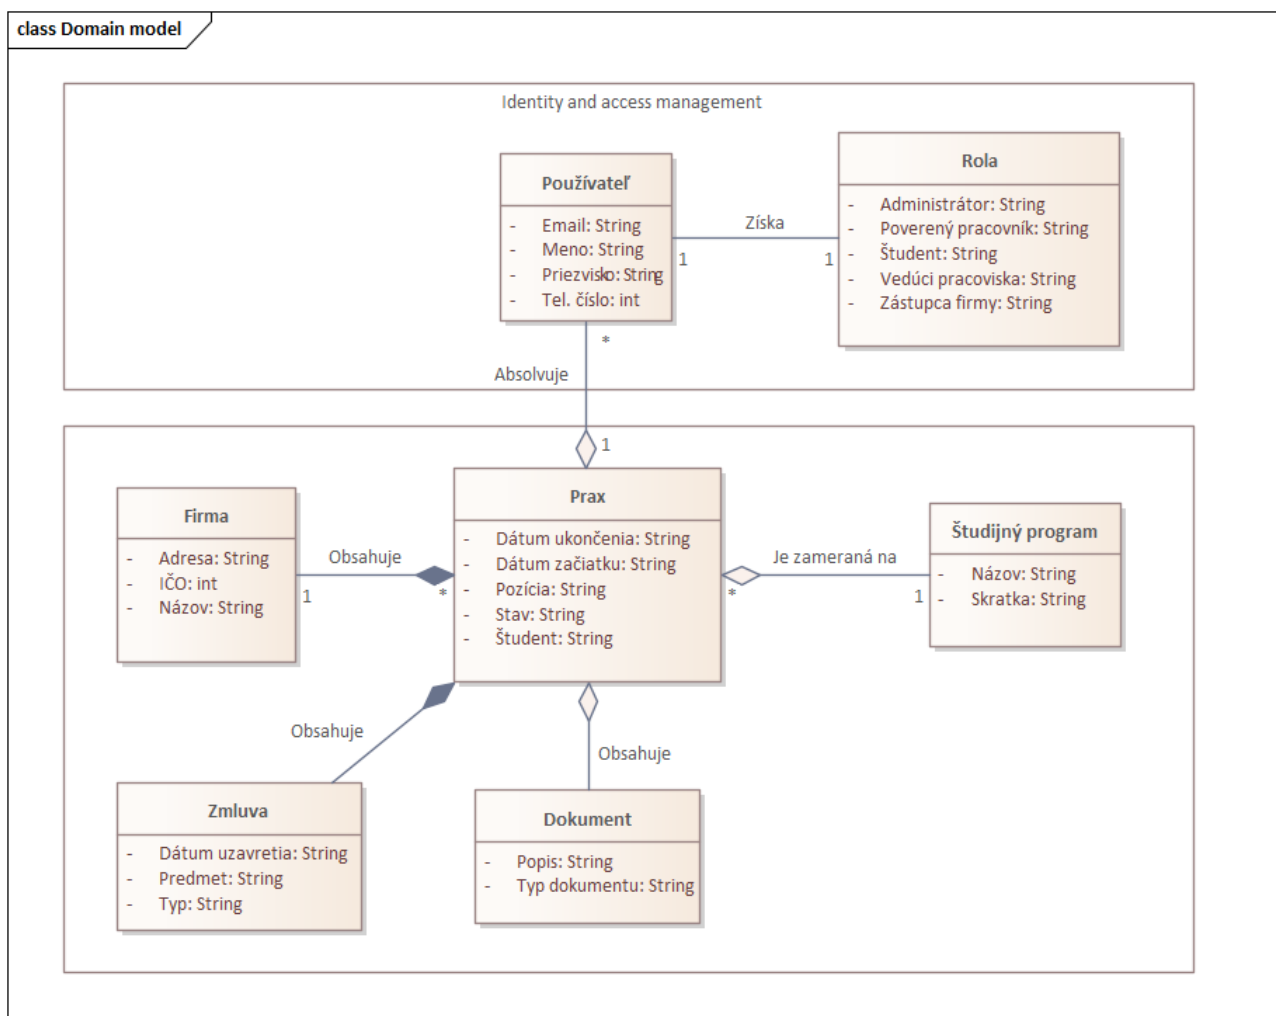 class Domain model
Identity and access management
Používateľ
- Email: String
- Meno: String
- Priezvisko: String
- Tel. číslo: int
Získa
1
1
Rola
- Administrátor: String
- Poverený pracovník: String
- Študent: String
- Vedúci pracoviska: String
- Zástupca firmy: String
*
Absolvuje
1
Firma
- Adresa: String
- IČO: int
- Názov: String
Obsahuje
1
*
Prax
- Dátum ukončenia: String
- Dátum začiatku: String
- Pozícia: String
- Stav: String
- Študent: String
Je zameraná na
*
1
Študijný program
- Názov: String
- Skratka: String
Obsahuje
Obsahuje
Zmluva
- Dátum uzavretia: String
- Predmet: String
- Typ: String
Dokument
- Popis: String
- Typ dokumentu: String